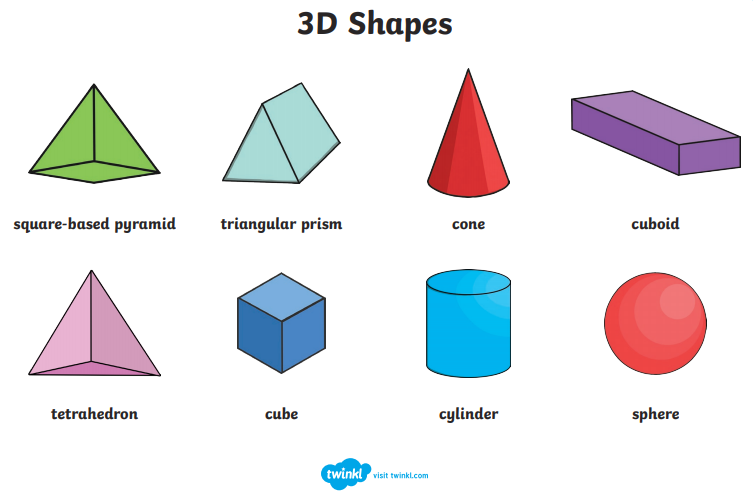 3D Shapes
square-based pyramid
triangular prism
cone
cuboid
tetrahedron
cube
cylinder
sphere
twinkl visit twinkl.com